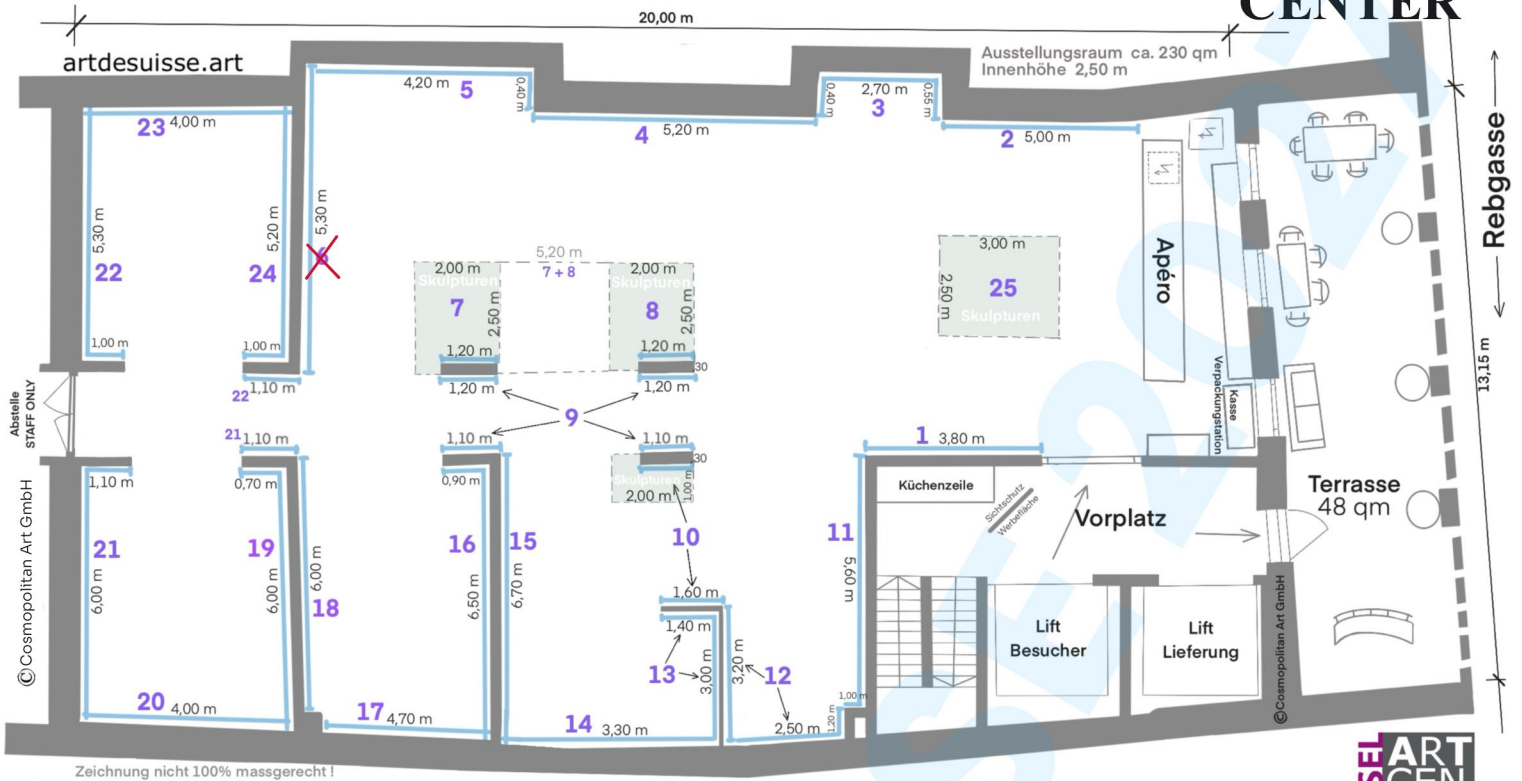 20,00 m
CENTER
artdesuisse.art
Ausstellungsraum ca. 230 qm
Innenhöhe 2,50 m
4,20 m
5
0,40 m
0,40 m
2,70 m
3
0,55 m
23
4,00 m
4
5,20 m
2
5,00 m
Rebgasse
5,30 m
22
5,20 m
24
5,30 m
6
5,20 m
7 + 8
2,00 m
Skulpturen
7
2,50 m
1,20 m
1,20 m
2,00 m
Skulpturen
8
2,50 m
1,20 m
30
1,20 m
3,00 m
2,50 m
25
Skulpturen
Apéro
1,00 m
1,00 m
1,10 m
22
Abstelle
STAFF ONLY
9
Verpackungstation
Kasse
13,15 m
21
1,10 m
1,10 m
1,10 m
30
1
3,80 m
1,10 m
0,70 m
0,90 m
Skulpturen
2,00 m
1,00 m
Küchenzeile
Sichtschutz
Werbefläche
Vorplatz
Terrasse
48 qm
©Cosmopolitan Art GmbH
21
6,00 m
19
6,00 m
6,00 m
18
16
6,50 m
15
6,70 m
10
11
5,60 m
1,60 m
1,40 m
13
3,00 m
3,20 m
12
Lift
Besucher
Lift
Lieferung
©Cosmopolitan Art GmbH
20
4,00 m
17
4,70 m
14
3,30 m
2,50 m
1,00 m
1,20 m
Zeichnung nicht 100% massgerecht !
SEL
ART
CEN
SE2027